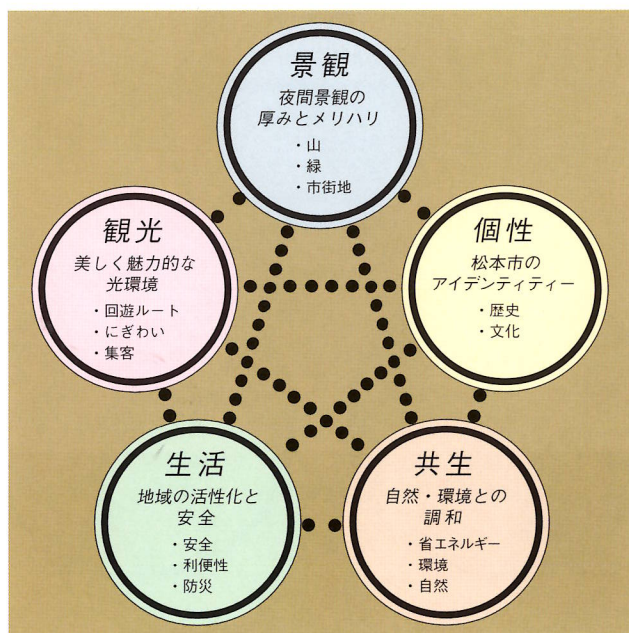 景観
夜間景観の
厚みとメリハリ
・山
・緑
・市街地
観光
美しく魅力的な
光環境
・回遊ルート
・にぎわい
・集客
個性
松本市の
アイデンティティー
・歴史
・文化
生活
地域の活性化と
安全
・安全
・利便性
・防災
共生
自然・環境との
調和
・省エネルギー
・環境
・自然